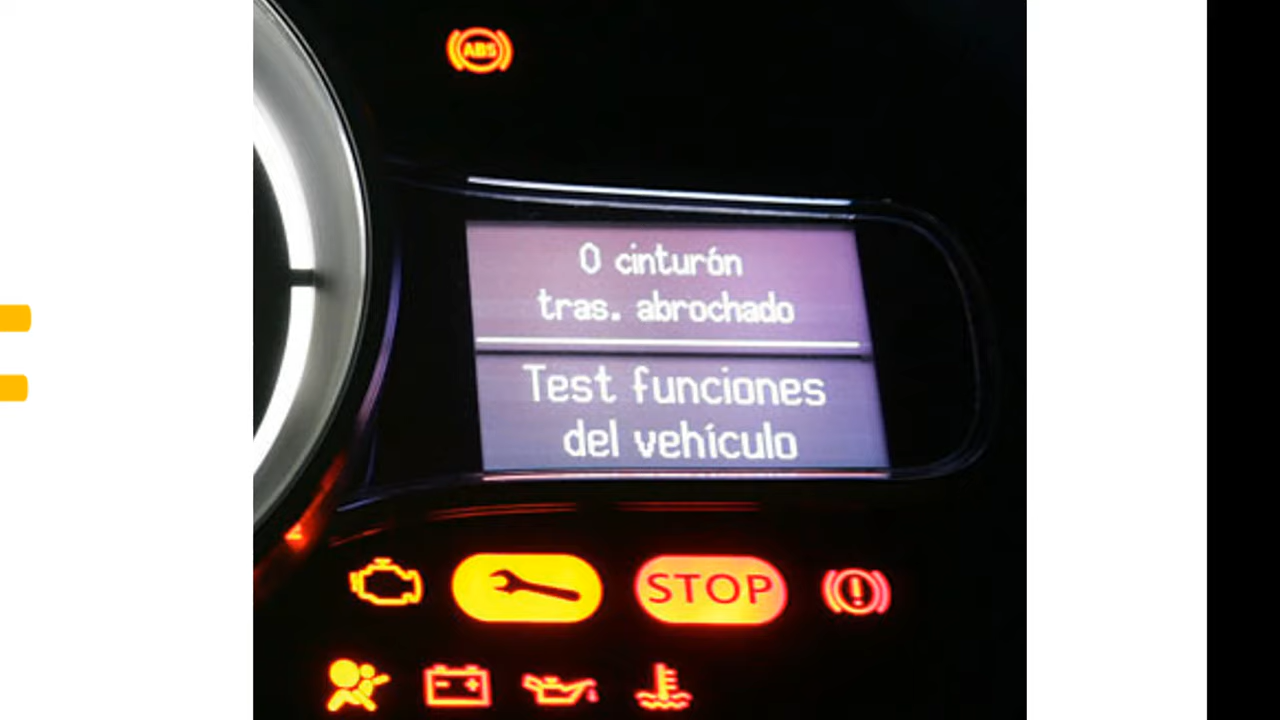 ABS
0 cinturón
tras. abrochado
Test funciones
del vehículo
STOP